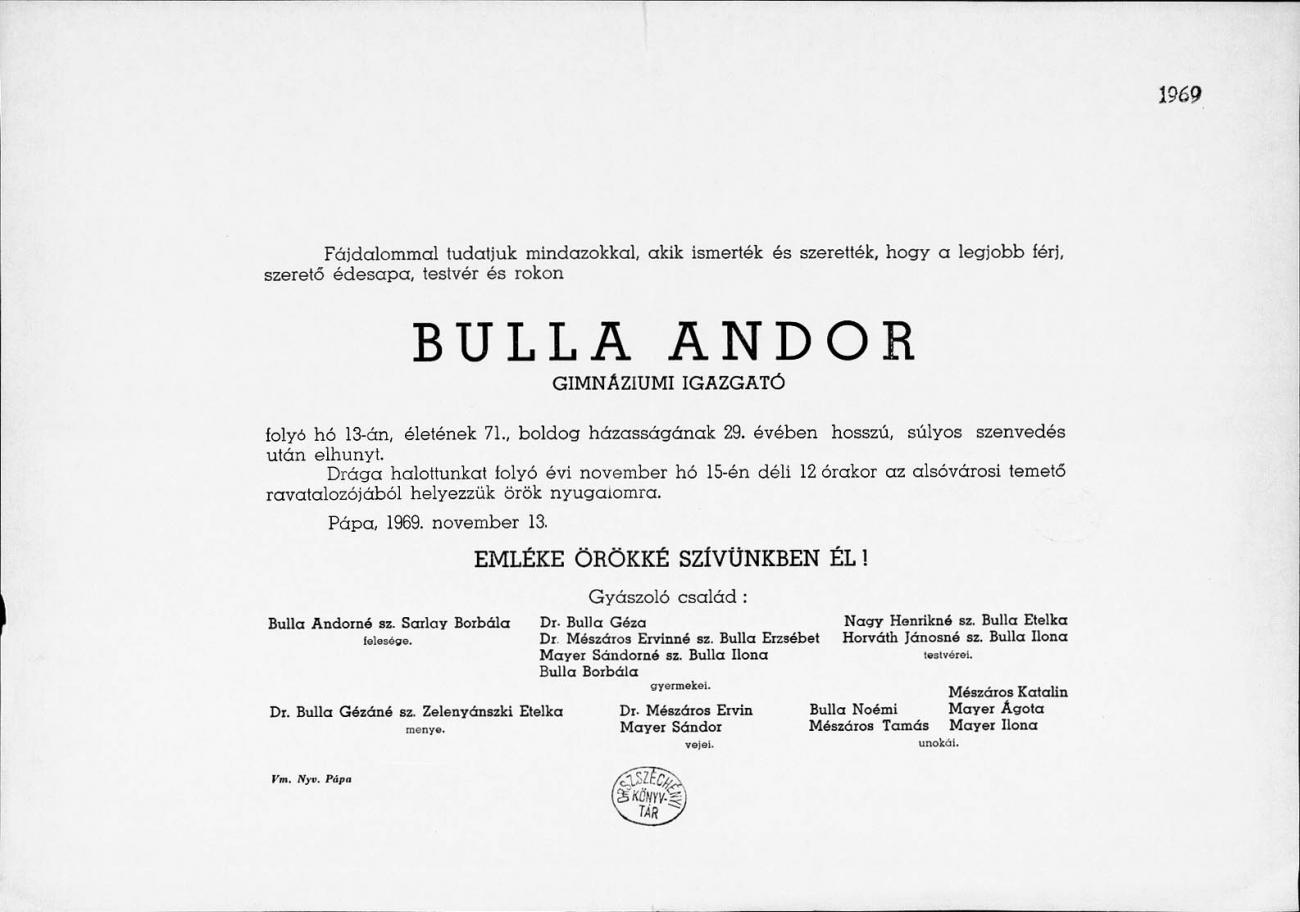 1969
Fájdalommal tudatjuk mindazokkal, akik ismerték és szerették, hogy a legjobb férj,
szerető édesapa, testvér és rokon
BULLA ANDOR
GIMNÁZIUMI IGAZGATÓ
folyó hó 13-án, életének 71., boldog házasságának 29. évében hosszú, súlyos szenvedés
után elhunyt.
Drága halottunkat folyó évi november hó 15-én déli 12 órakor az alsóvárosi temető
ravatalozójából helyezzük örök nyugalomra.
Pápa, 1969. november 13.
EMLÉKE ÖRÖKKÉ SZÍVÜNKBEN ÉL !
Gyászoló család :
Bulla Andorné sz. Sarlay Borbála
felesége.
Dr. Bulla Géza
Dr. Mészáros Ervinné sz. Bulla Erzsébet
Mayer Sándorné sz. Bulla Ilona
Bulla Borbála
gyermekei.
Nagy Henrikné sz. Bulla Etelka
Horváth Jánosné sz. Bulla Ilona
testvérei.
Dr. Bulla Gézáné sz. Zelenyánszki Etelka
menye.
Dr. Mészáros Ervin
Mayer Sándor
vejei.
Mészáros Katalin
Bulla Noémi Mayer Ágota
Mészáros Tamás Mayer Ilona
unokái.
Vm. Nyv. Pápa
ORSZ. SZÉCHÉNYI
KÖNYV-
TÁR